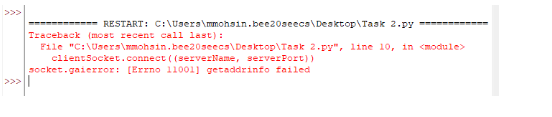 >>>
============ RESTART: C:\Users\mmohsin.bee20seecs\Desktop\Task 2.py ============
Traceback (most recent call last):
  File "C:\Users\mmohsin.bee20seecs\Desktop\Task 2.py", line 10, in <module>
    clientSocket.connect((serverName, serverPort))
socket.gaierror: [Errno 11001] getaddrinfo failed
>>>